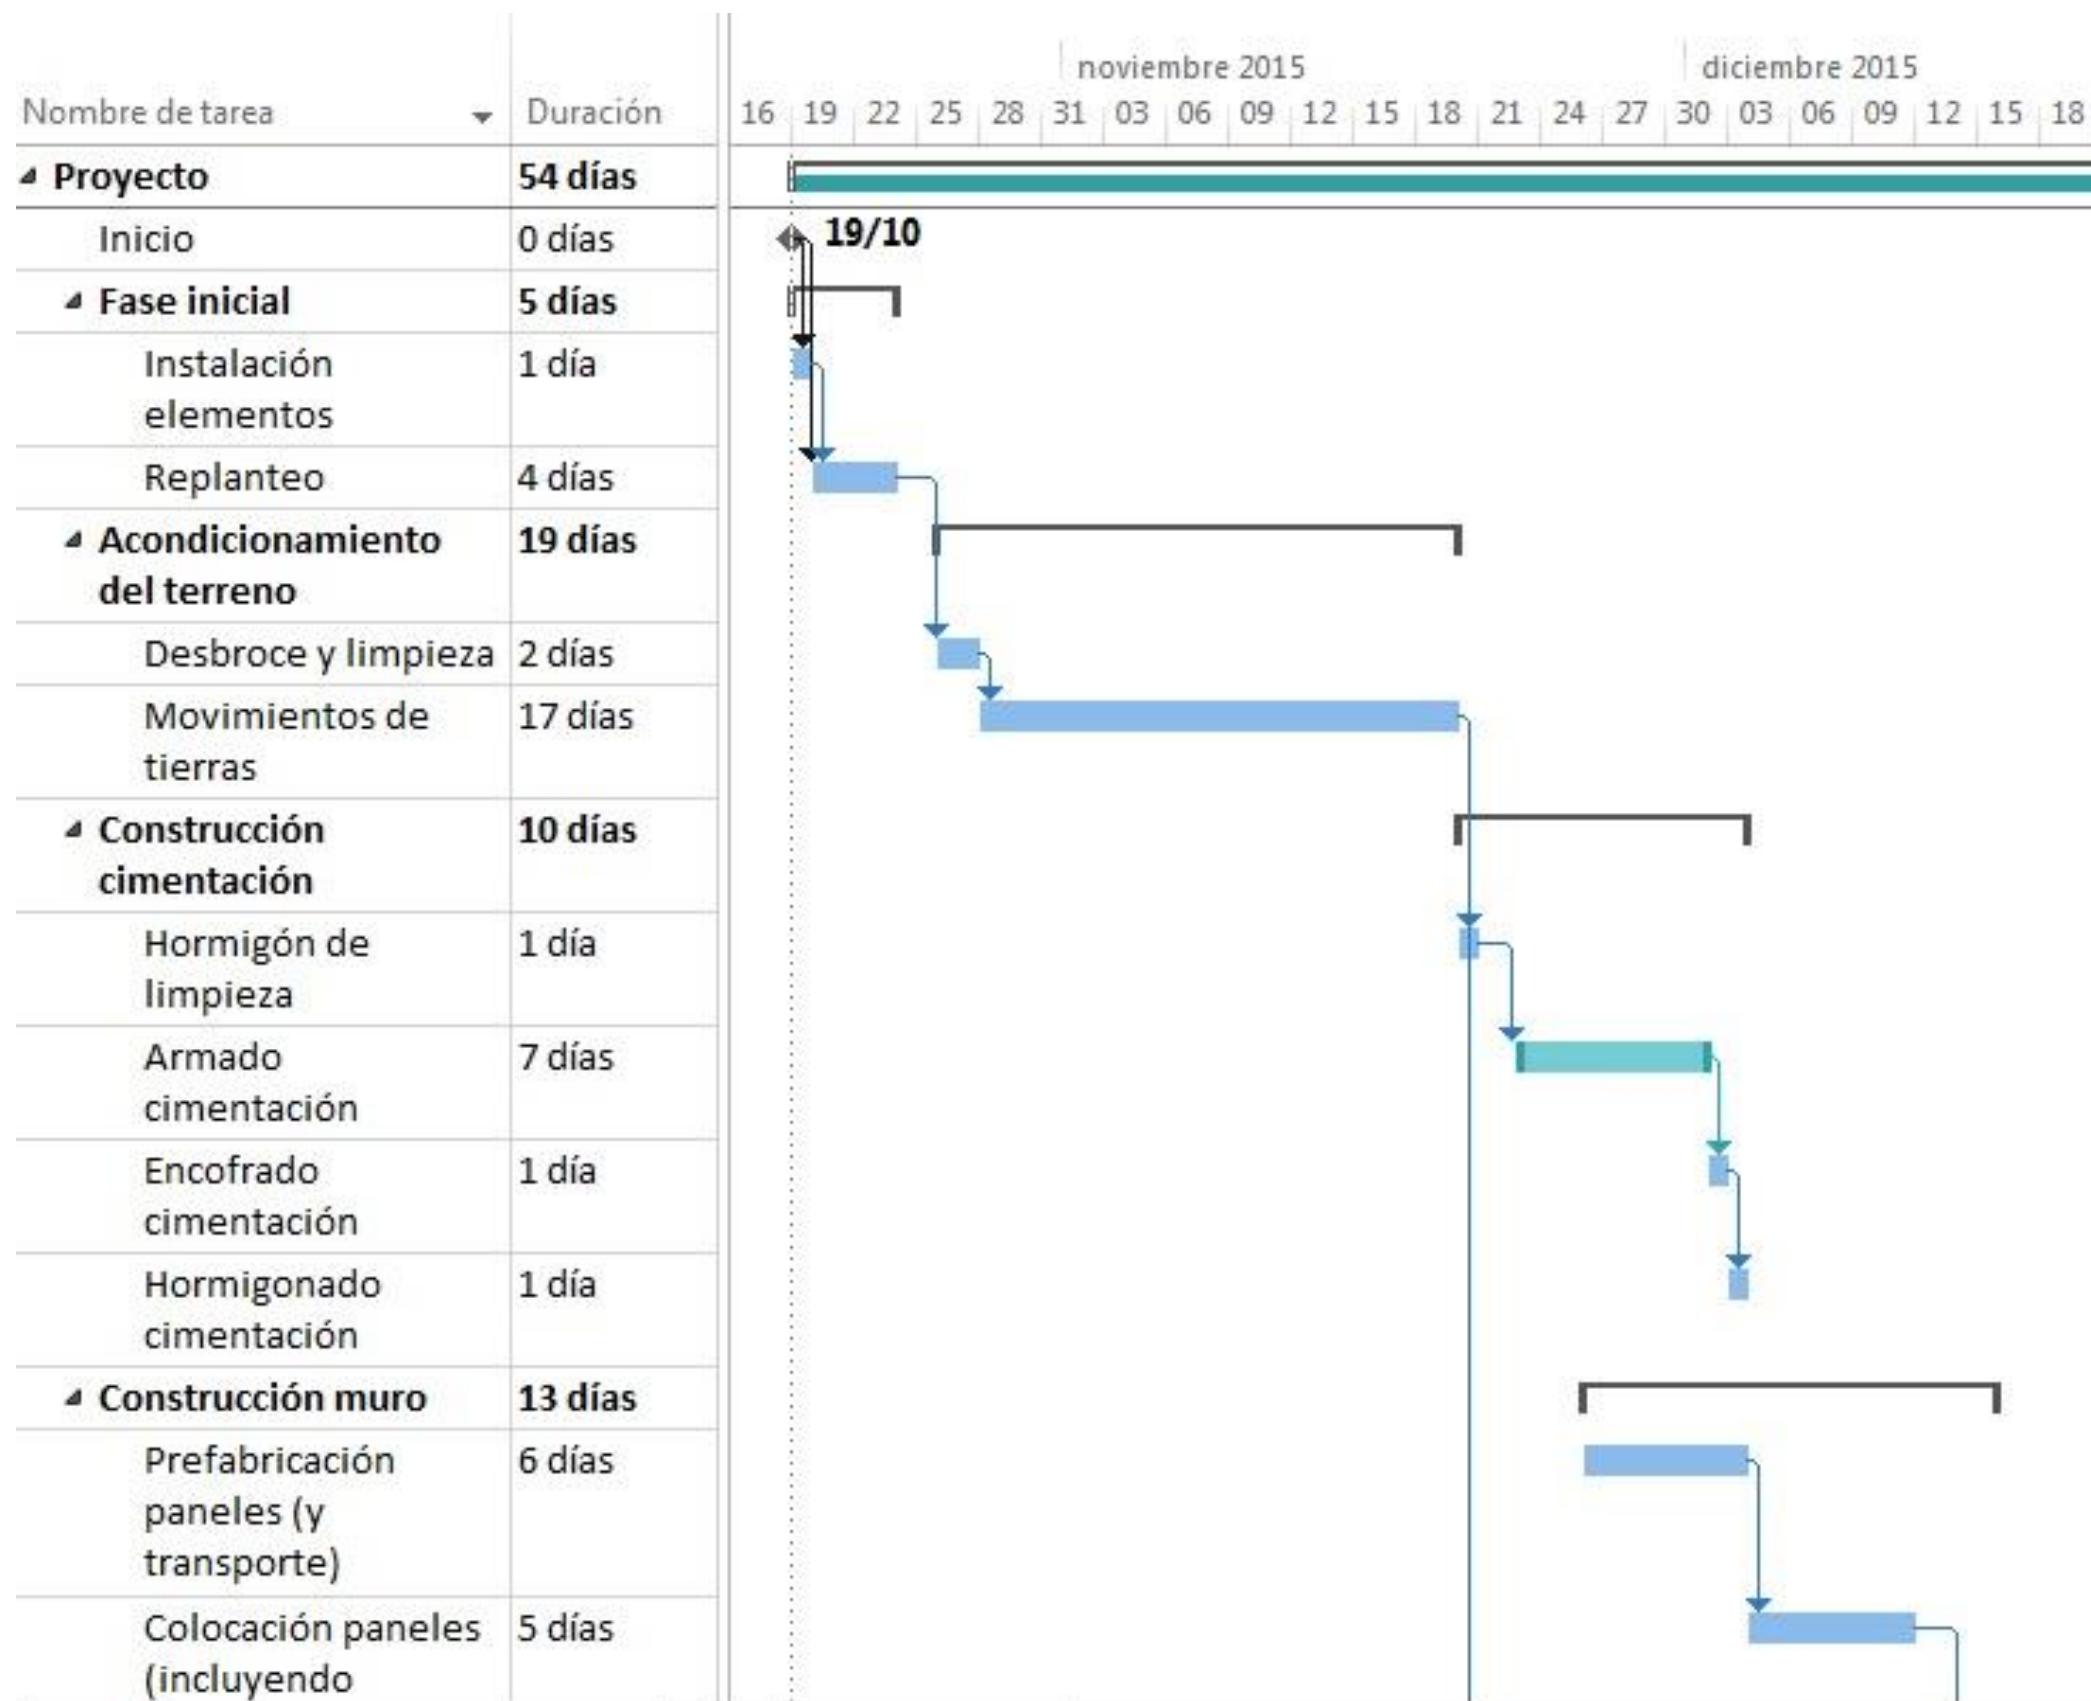 noviembre 2015 diciembre 2015
Nombre de tarea Duración 16 19 22 25 28 31 03 06 09 12 15 18 21 24 27 30 03 06 09 12 15 18
Proyecto 54 días
Inicio 0 días 19/10
Fase inicial 5 días
Instalación 1 día
elementos
Replanteo 4 días
Acondicionamiento 19 días
del terreno
Desbroce y limpieza 2 días
Movimientos de 17 días
tierras
Construcción 10 días
cimentación
Hormigón de 1 día
limpieza
Armado 7 días
cimentación
Encofrado 1 día
cimentación
Hormigonado 1 día
cimentación
Construcción muro 13 días
Prefabricación 6 días
paneles (y
transporte)
Colocación paneles 5 días
(incluyendo